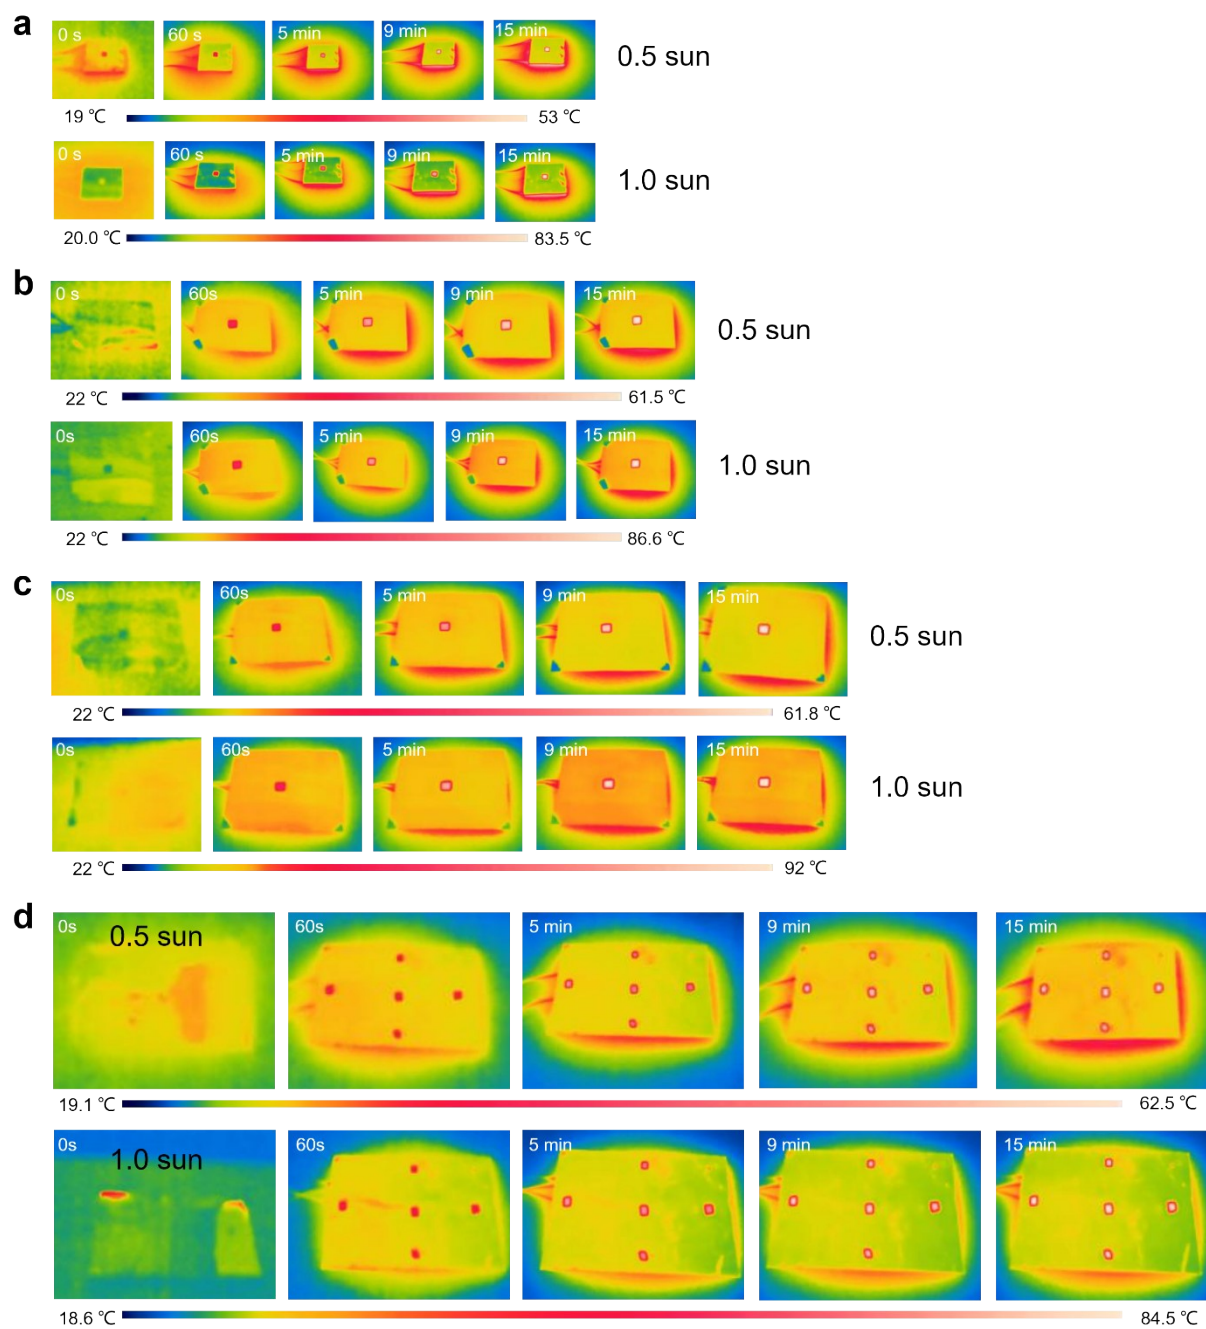 a
0 s 60 s 5 min 9 min 15 min
0.5 sun
19 ℃ 53 ℃
0 s 60 s 5 min 9 min 15 min
1.0 sun
20.0 ℃ 83.5 ℃
b
0 s 60s 5 min 9 min 15 min
0.5 sun
22 ℃ 61.5 ℃
0s 60s 5 min 9 min 15 min
1.0 sun
22 ℃ 86.6 ℃
c
0s 60s 5 min 9 min 15 min
0.5 sun
22 ℃ 61.8 ℃
0s 60s 5 min 9 min 15 min
1.0 sun
22 ℃ 92 ℃
d
0s 60s 5 min 9 min 15 min
0.5 sun
19.1 ℃ 62.5 ℃
0s 60s 5 min 9 min 15 min
1.0 sun
18.6 ℃ 84.5 ℃